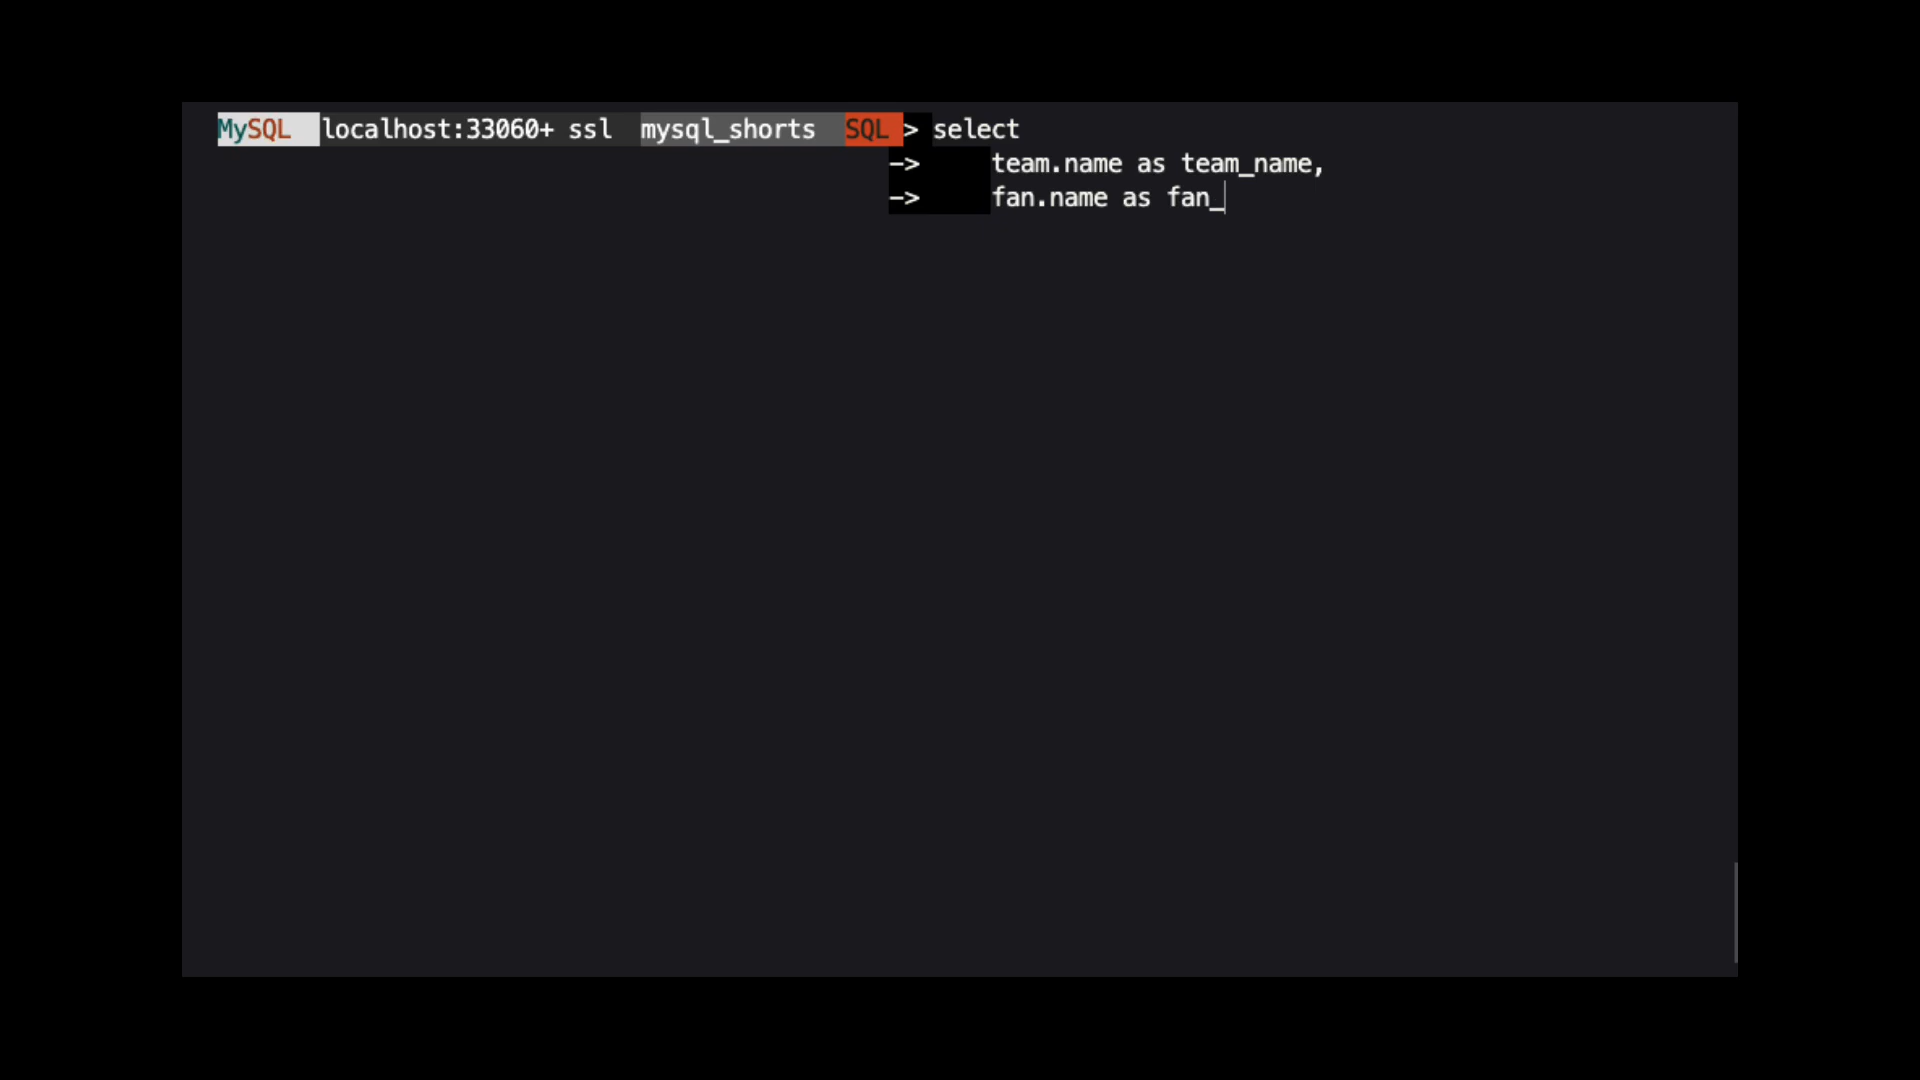 MySQL localhost:33060+ ssl mysql_shorts SQL > select
-> team.name as team_name,
-> fan.name as fan_